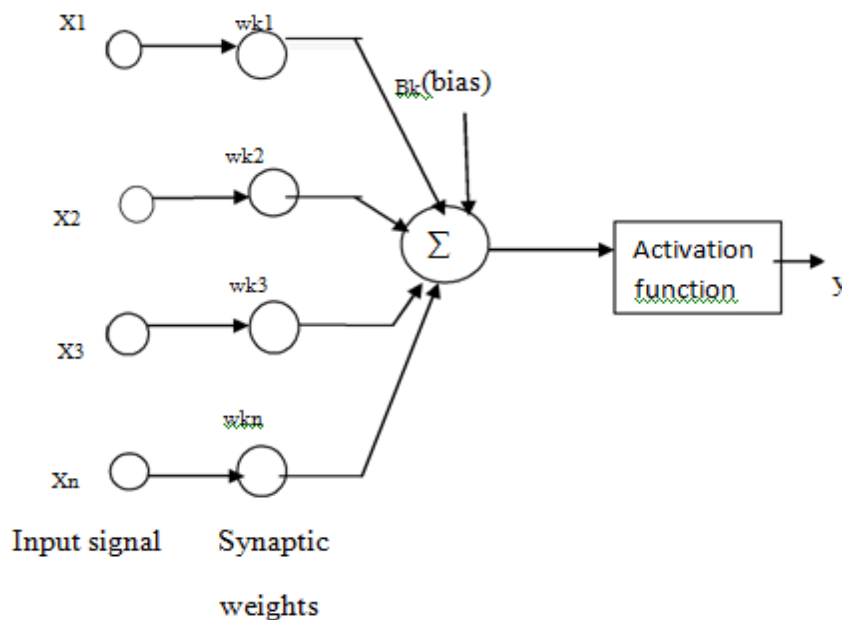 X1
wk1
Bk(bias)
wk2
X2
Σ
Activation
function
y
wk3
X3
wkn
Xn
Input signal
Synaptic
weights